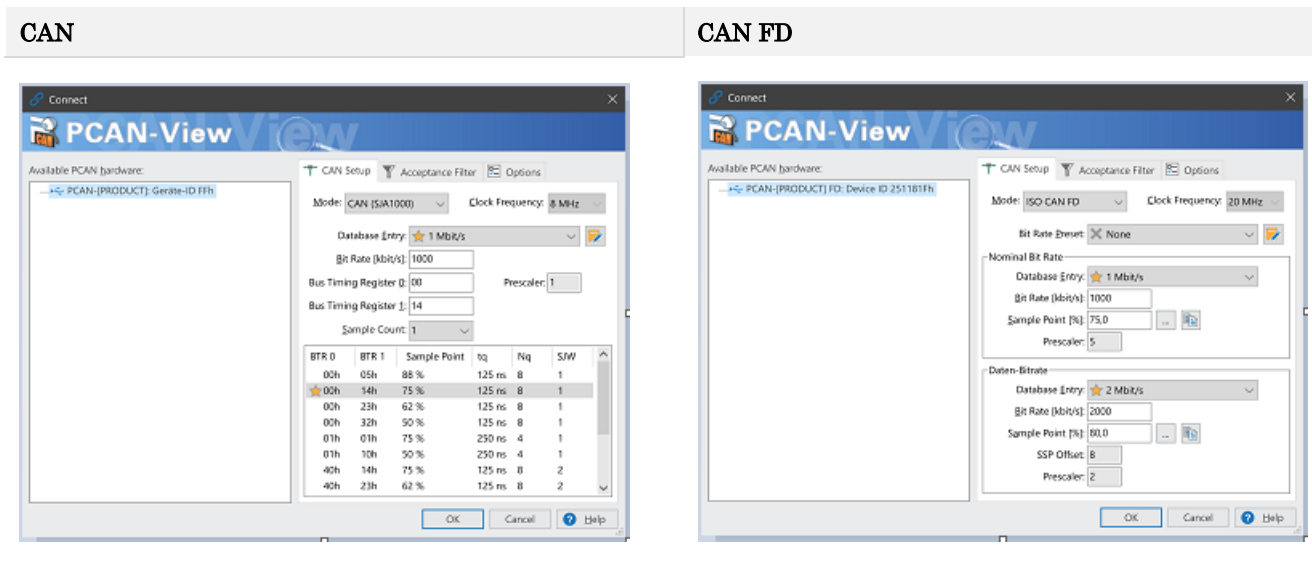 CAN
CAN FD
Connect
PCAN-View
Available PCAN hardware:
PCAN-[PRODUCT]: Geräte-ID FFh
CAN Setup Acceptance Filter Options
Mode: CAN (SJA1000) Clock Frequency: 8 MHz
Database Entry: 1 Mbit/s
Bit Rate [kbit/s]: 1000
Bus Timing Register 0: 00 Prescaler: 1
Bus Timing Register 1: 14
Sample Count: 1
BTR 0 BTR 1 Sample Point tq Nq SJW
00h 05h 88 % 125 ns 8 1
00h 14h 75 % 125 ns 8 1
00h 23h 62 % 125 ns 8 1
00h 32h 50 % 125 ns 8 1
01h 01h 75 % 250 ns 4 1
01h 10h 50 % 250 ns 4 1
40h 14h 75 % 125 ns 8 2
40h 23h 62 % 125 ns 8 2
OK Cancel Help
Connect
PCAN-View
Available PCAN hardware:
PCAN-[PRODUCT] FD: Device ID 251181Fh
CAN Setup Acceptance Filter Options
Mode: ISO CAN FD Clock Frequency: 20 MHz
Bit Rate Preset: None
Nominal Bit Rate
Database Entry: 1 Mbit/s
Bit Rate [kbit/s]: 1000
Sample Point [%]: 75,0 ...
Prescaler: 5
Daten-Bitrate
Database Entry: 2 Mbit/s
Bit Rate [kbit/s]: 2000
Sample Point [%]: 80,0 ...
SSP Offset: 8
Prescaler: 2
OK Cancel Help